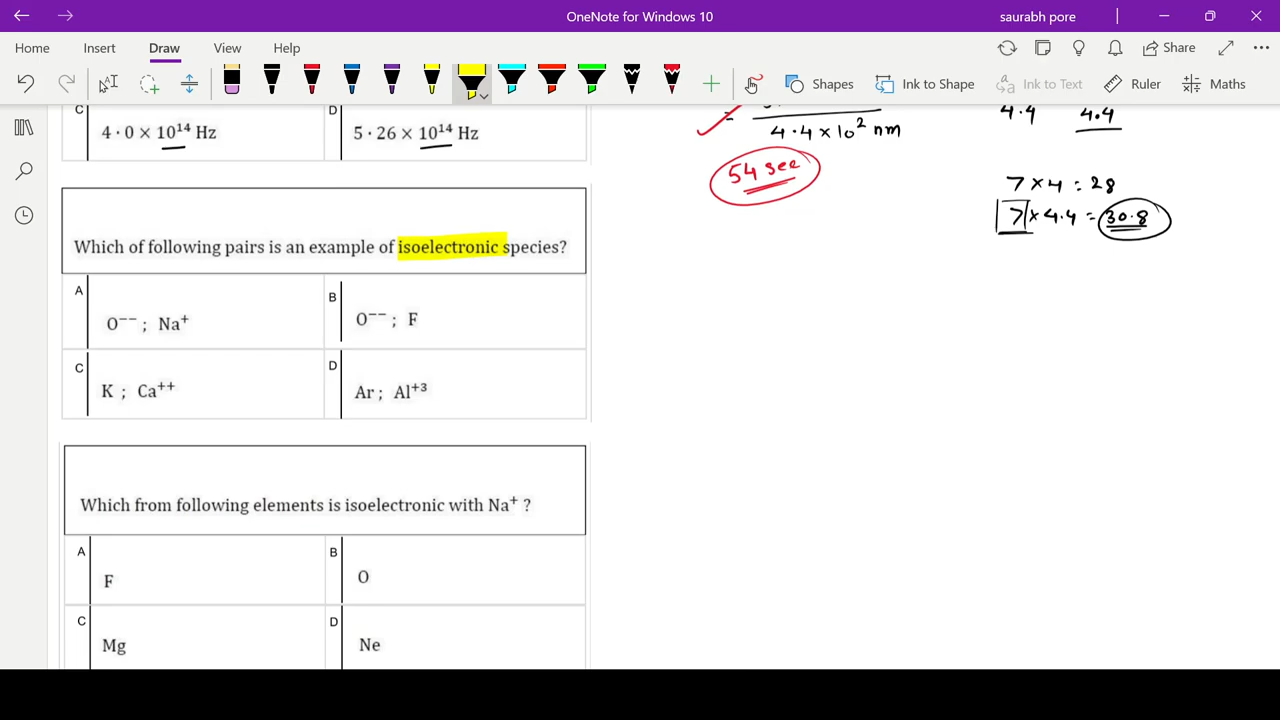 OneNote for Windows 10
saurabh pore
Home Insert Draw View Help
Share
Shapes Ink to Shape Ink to Text Ruler Maths
C
4·0 × 10¹⁴ Hz
D
5·26 × 10¹⁴ Hz
4.4 × 10² nm
54 sec
4.4 4.4
7 × 4 = 28
7 × 4.4 = 30.8
Which of following pairs is an example of isoelectronic species?
A
O⁻⁻ ; Na⁺
B
O⁻⁻ ; F
C
K ; Ca⁺⁺
D
Ar ; Al⁺³
Which from following elements is isoelectronic with Na⁺ ?
A
F
B
O
C
Mg
D
Ne